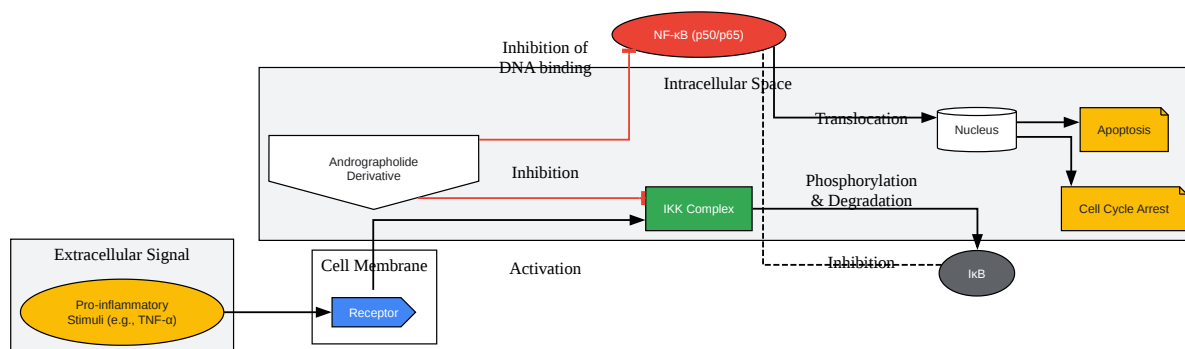 NF-κB (p50/p65)
Inhibition of
DNA binding
Intracellular Space
Translocation
Nucleus
Apoptosis
Andrographolide
Derivative
Inhibition
IKK Complex
Phosphorylation
& Degradation
Cell Cycle Arrest
Extracellular Signal
Cell Membrane
Activation
Inhibition
IκB
Pro-inflammatory
Stimuli (e.g., TNF-α)
Receptor